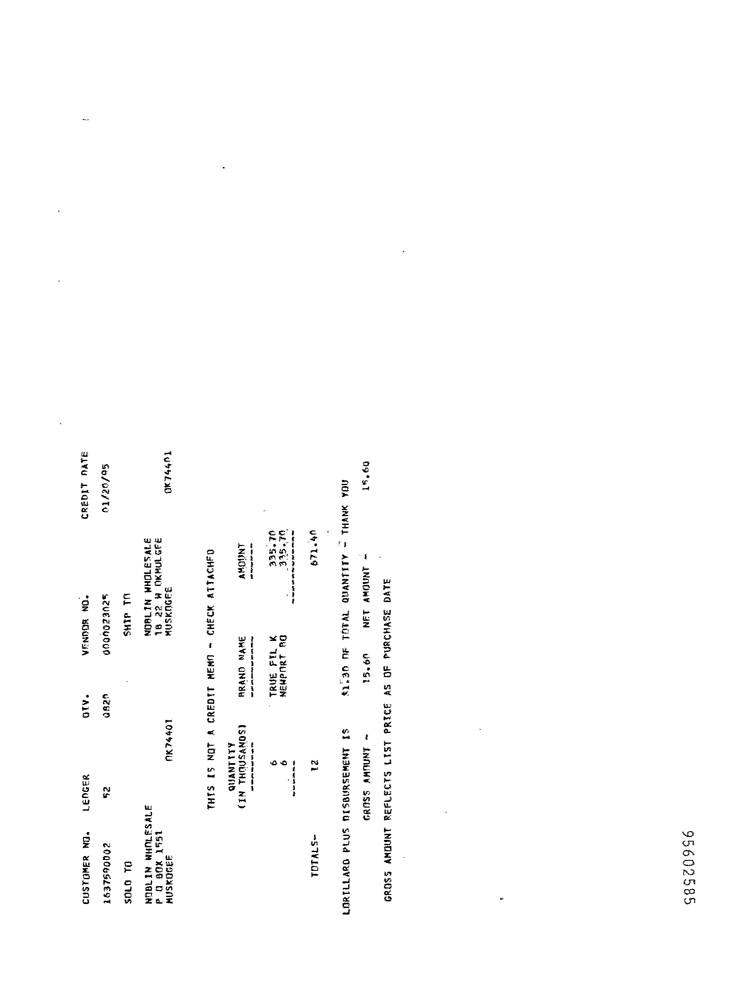 CUSTOMER NO. LEDGER DIV. VENDOR NO. CREDIT DATE
1637590002 52 0820 0000023025 01/20/95
SOLD TO SHIP TO
NOBLIN WHOLESALE NOBLIN WHOLESALE
P O BOX 1551 18 22 W OKMULGEE
MUSKOGEE OK74401 MUSKOGEE OK74401
THIS IS NOT A CREDIT MEMO - CHECK ATTACHED
QUANTITY
(IN THOUSANDS) BRAND NAME AMOUNT
6 TRUE FIL K 335.70
6 NEWPORT BO 335.70
TOTALS- 12 671.40
LORILLARD PLUS DISBURSEMENT IS $1.30 OF TOTAL QUANTITY - THANK YOU
GROSS AMOUNT - 15.60 NET AMOUNT - 15.60
GROSS AMOUNT REFLECTS LIST PRICE AS OF PURCHASE DATE
95602585